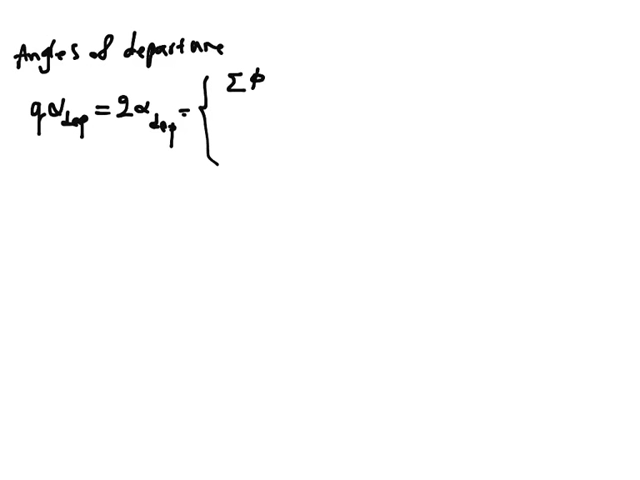 Angles of departure
qα_dep = 2α_dep = { Σϕ